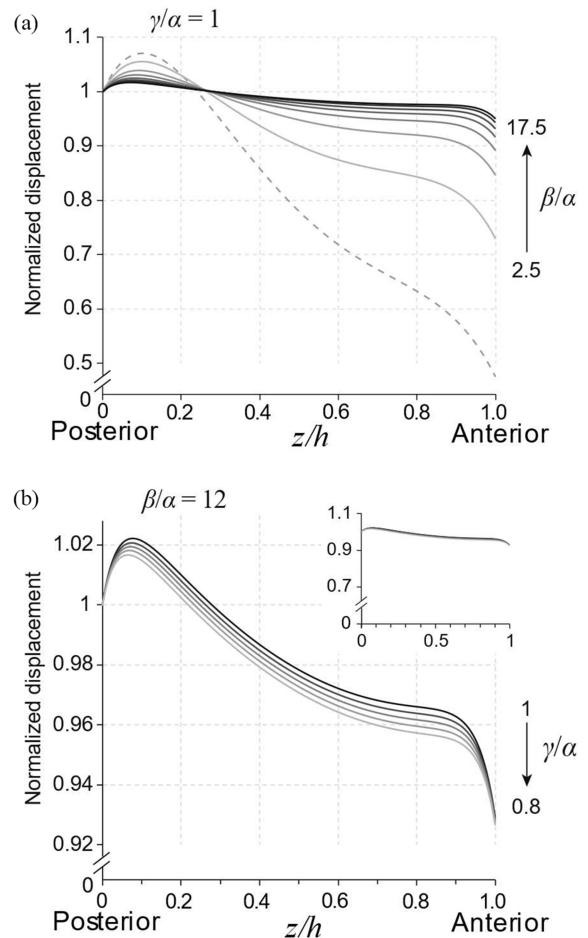 (a)
γ/α = 1
Normalized displacement
1.1
1
0.9
0.8
0.7
0.6
0.5
0
17.5
β/α
2.5
0 0.2 0.4 0.6 0.8 1.0
Posterior z/h Anterior
(b)
β/α = 12
Normalized displacement
1.02
1
0.98
0.96
0.94
0.92
0
1.1
0.9
0.7
0
0 0.5 1
1
γ/α
0.8
0 0.2 0.4 0.6 0.8 1.0
Posterior z/h Anterior